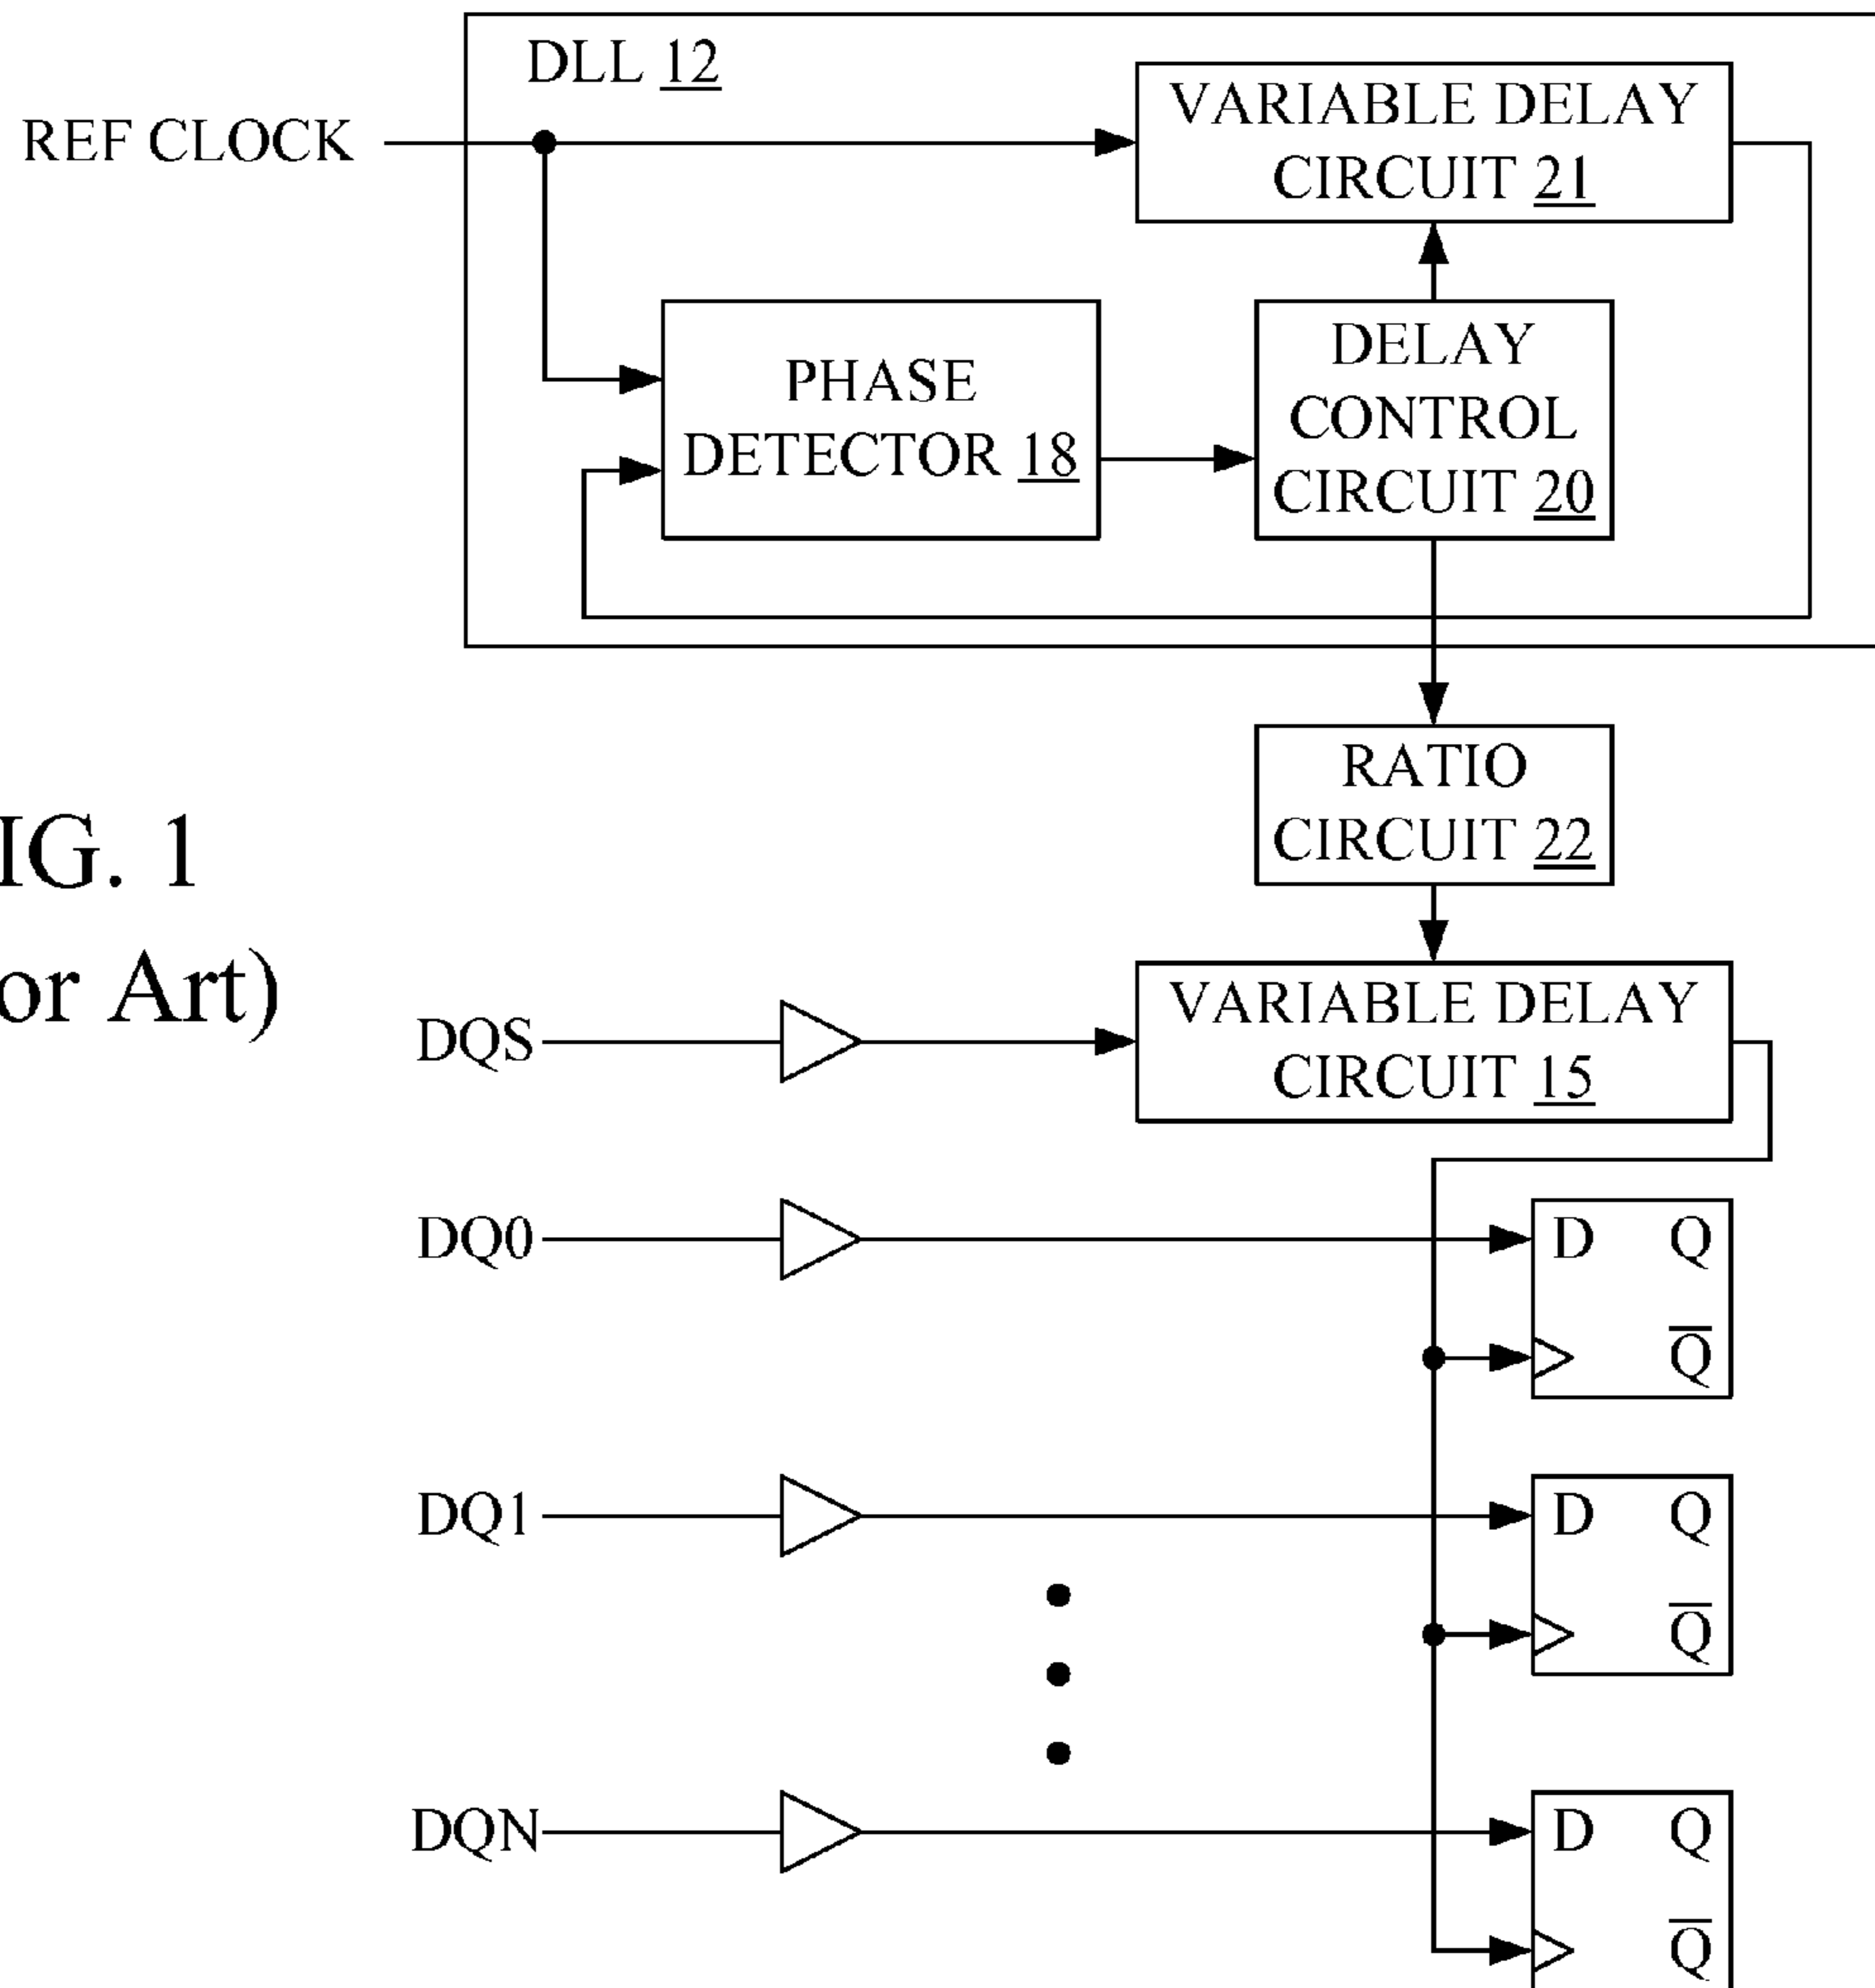 DLL 12
REF CLOCK
VARIABLE DELAY
CIRCUIT 21
PHASE
DETECTOR 18
DELAY
CONTROL
CIRCUIT 20
RATIO
CIRCUIT 22
IG. 1
or Art)
DQS
VARIABLE DELAY
CIRCUIT 15
DQ0
D Q
Q̅
DQ1
D Q
Q̅
DQN
D Q
Q̅